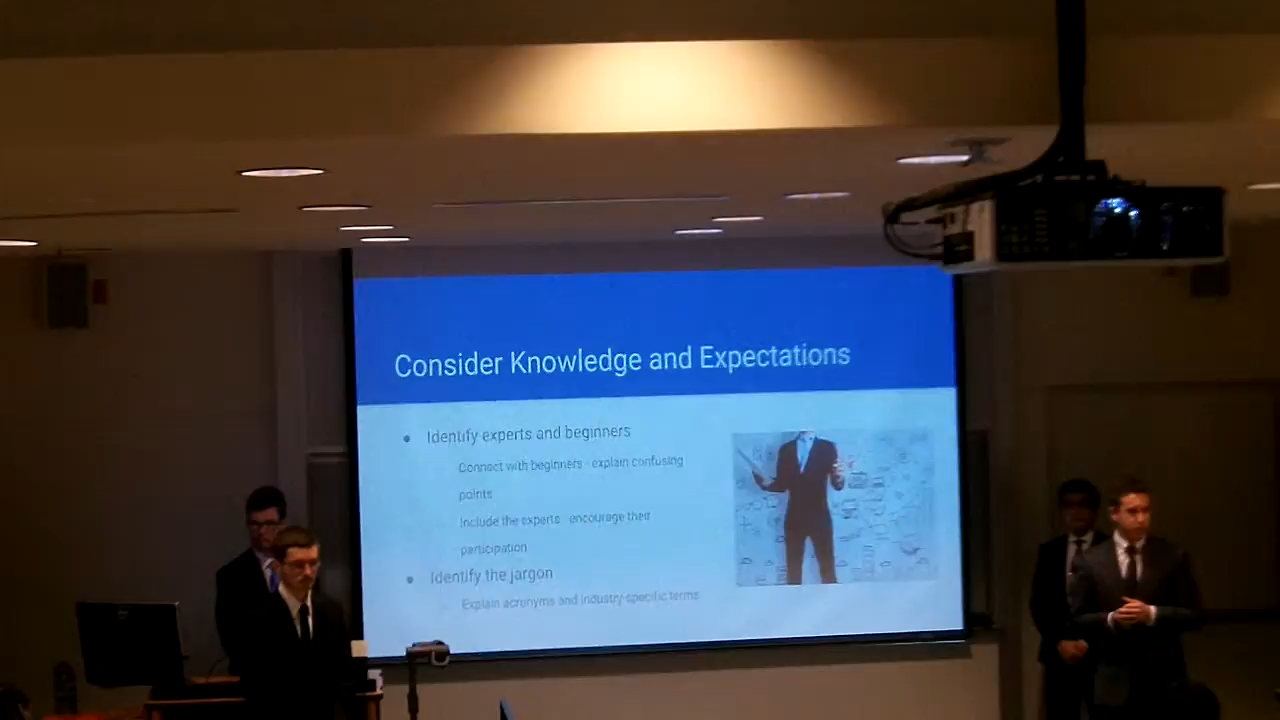 Consider Knowledge and Expectations
Identify experts and beginners
Connect with beginners - explain confusing
points
Include the experts - encourage their
participation
Identify the jargon
Explain acronyms and industry-specific terms